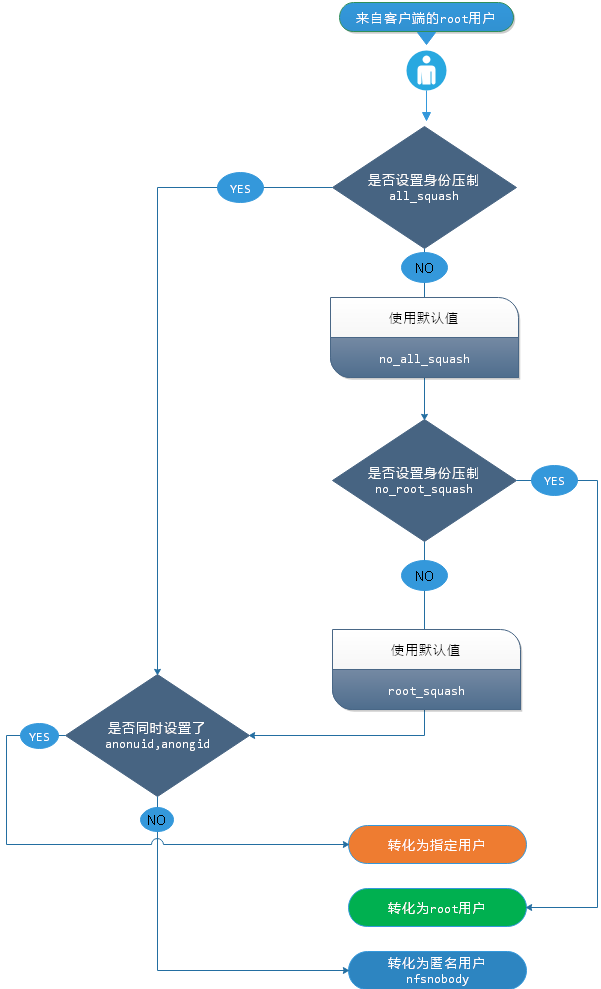 来自客户端的root用户
是否设置身份压制
all_squash
YES
NO
使用默认值
no_all_squash
是否设置身份压制
no_root_squash
YES
NO
使用默认值
root_squash
是否同时设置了
anonuid,anongid
YES
NO
转化为指定用户
转化为root用户
转化为匿名用户
nfsnobody